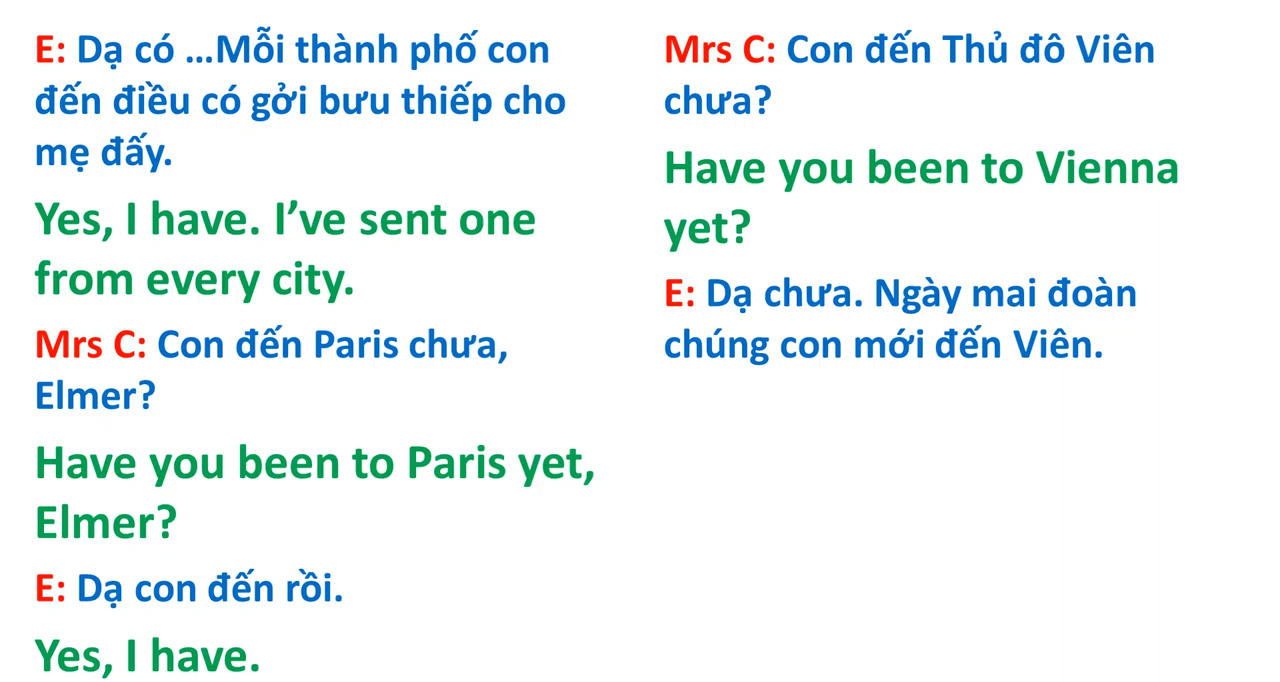 E: Dạ có ...Mỗi thành phố con
đến điều có gởi bưu thiếp cho
mẹ đấy.
Yes, I have. I’ve sent one
from every city.
Mrs C: Con đến Paris chưa,
Elmer?
Have you been to Paris yet,
Elmer?
E: Dạ con đến rồi.
Yes, I have.
Mrs C: Con đến Thủ đô Viên
chưa?
Have you been to Vienna
yet?
E: Dạ chưa. Ngày mai đoàn
chúng con mới đến Viên.